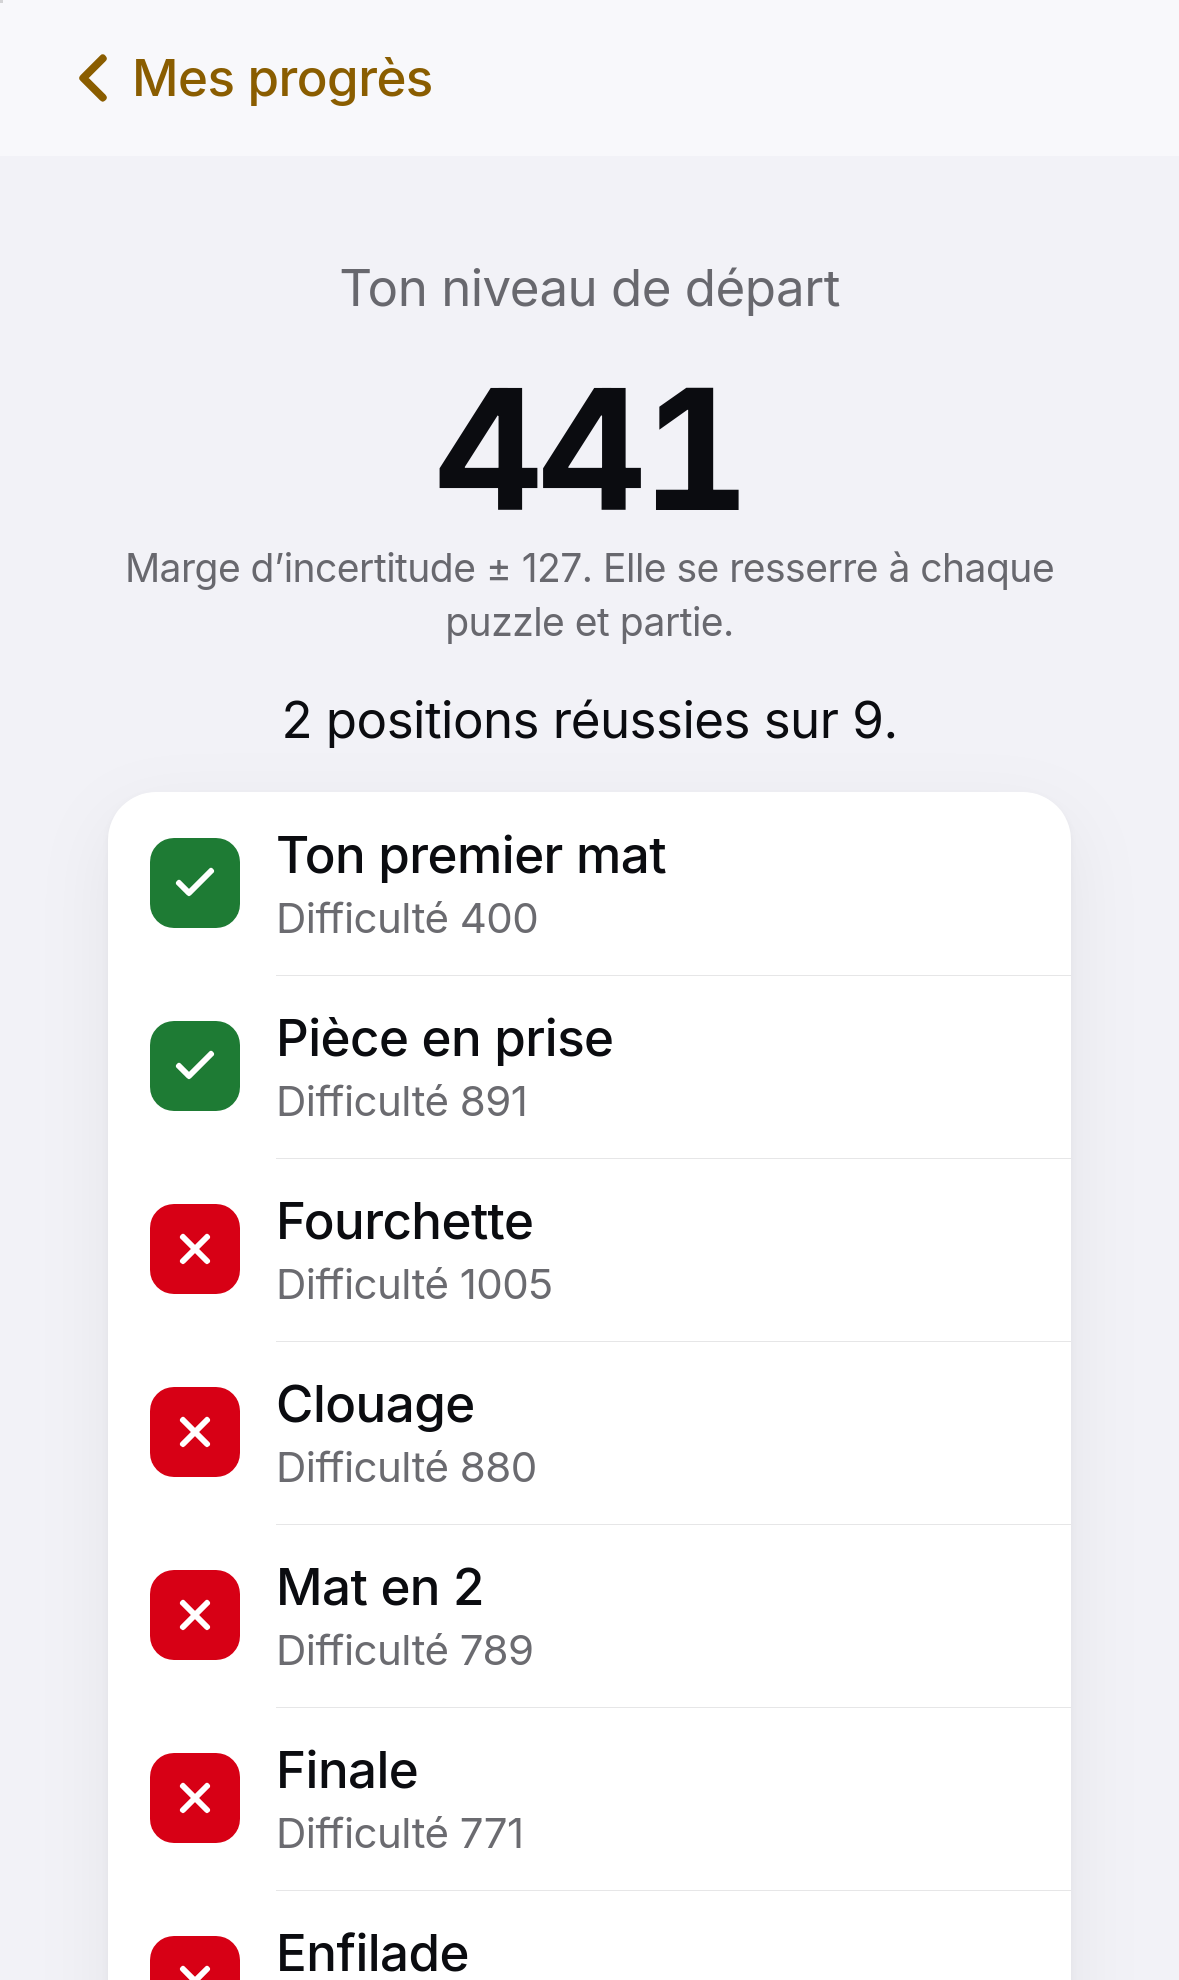 Mes progrès
Ton niveau de départ
441
Marge d’incertitude ± 127. Elle se resserre à chaque
puzzle et partie.
2 positions réussies sur 9.
Ton premier mat
Difficulté 400
Pièce en prise
Difficulté 891
Fourchette
Difficulté 1005
Clouage
Difficulté 880
Mat en 2
Difficulté 789
Finale
Difficulté 771
Enfilade